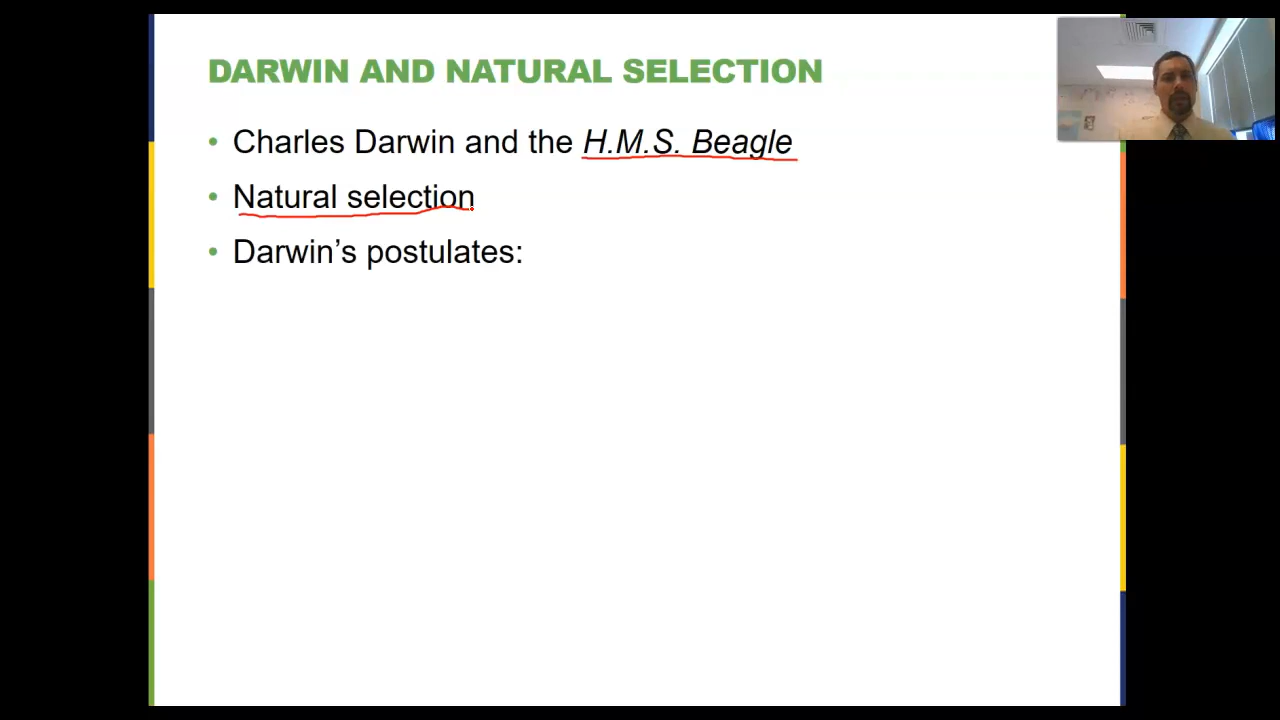 DARWIN AND NATURAL SELECTION
• Charles Darwin and the H.M.S. Beagle
• Natural selection
• Darwin’s postulates: